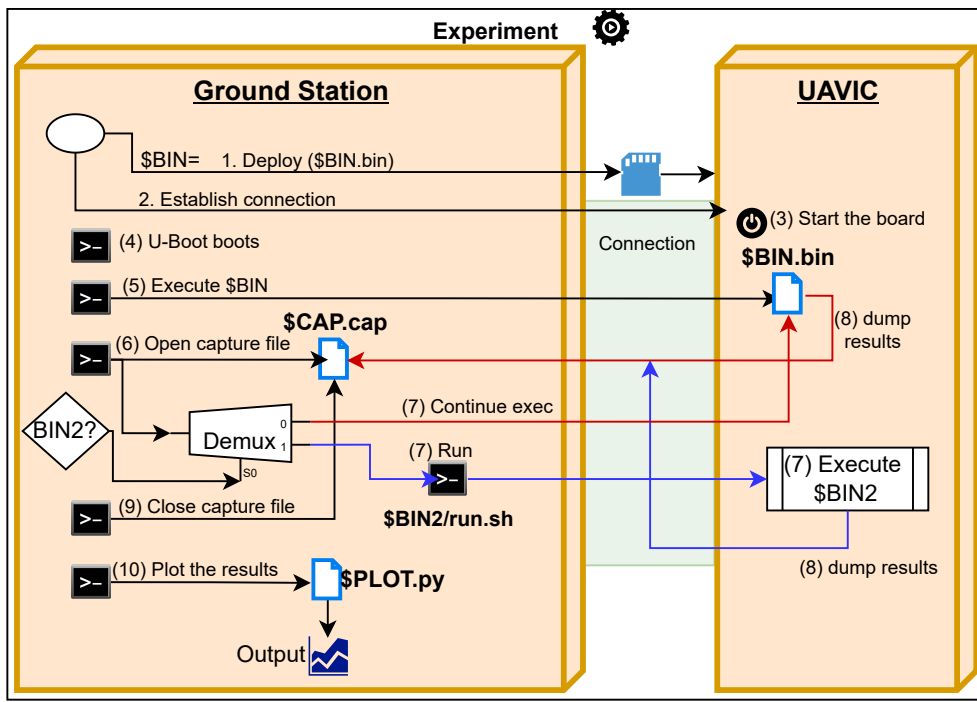 Experiment
Ground Station
UAVIC
$BIN=
1. Deploy ($BIN.bin)
2. Establish connection
(3) Start the board
(4) U-Boot boots
Connection
$BIN.bin
(5) Execute $BIN
$CAP.cap
(8) dump
results
(6) Open capture file
(7) Continue exec
BIN2?
Demux
0
1
S0
(7) Run
>-
$BIN2/run.sh
(7) Execute
$BIN2
(9) Close capture file
(8) dump results
(10) Plot the results
$PLOT.py
Output